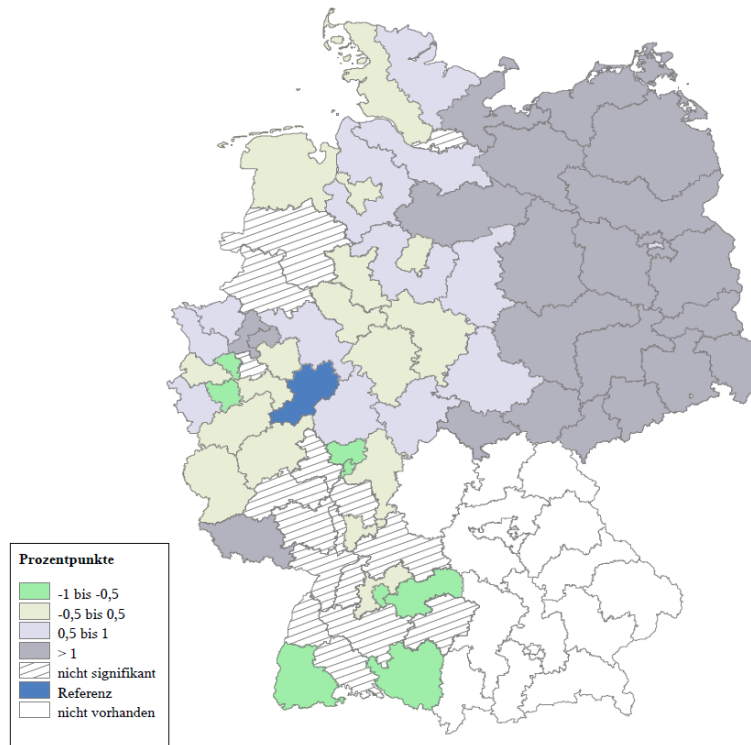 Prozentpunkte
-1 bis -0,5
-0,5 bis 0,5
0,5 bis 1
> 1
nicht signifikant
Referenz
nicht vorhanden